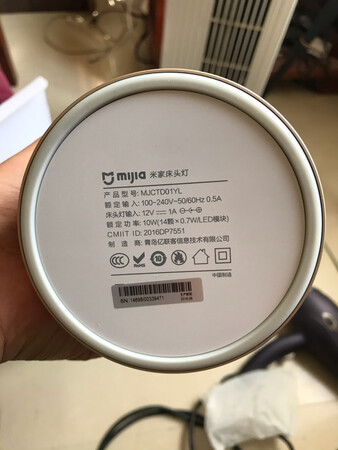 mijia 米家床头灯
产品型号: MJCTD01YL
额定输入: 100-240V~50/60Hz 0.5A
床头灯输入: 12V⎓1A
额定功率: 10W(14颗×0.7W/LED模块)
CMIIT ID: 2016DP7551
制造商: 青岛亿联客信息技术有限公司
中国制造